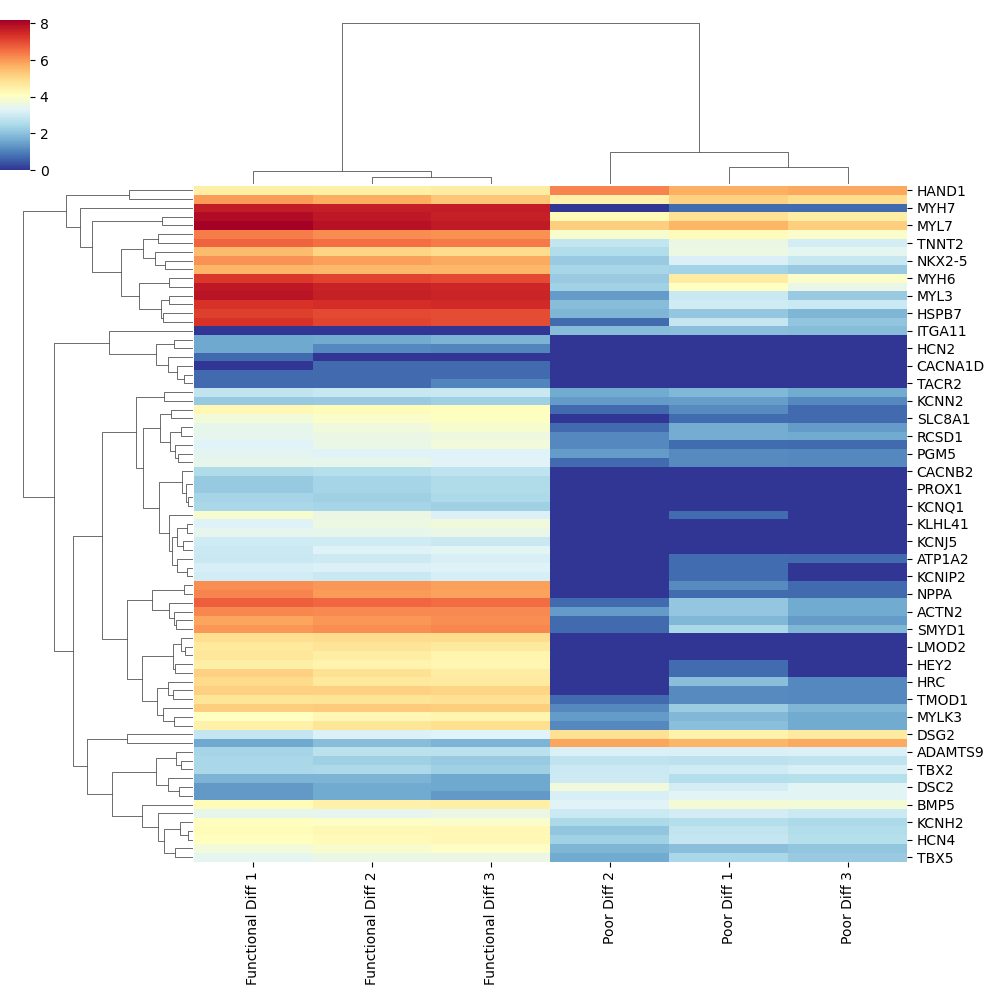 8
6
4
2
0
HAND1
MYH7
MYL7
TNNT2
NKX2-5
MYH6
MYL3
HSPB7
ITGA11
HCN2
CACNA1D
TACR2
KCNN2
SLC8A1
RCSD1
PGM5
CACNB2
PROX1
KCNQ1
KLHL41
KCNJ5
ATP1A2
KCNIP2
NPPA
ACTN2
SMYD1
LMOD2
HEY2
HRC
TMOD1
MYLK3
DSG2
ADAMTS9
TBX2
DSC2
BMP5
KCNH2
HCN4
TBX5
Functional Diff 1
Functional Diff 2
Functional Diff 3
Poor Diff 2
Poor Diff 1
Poor Diff 3